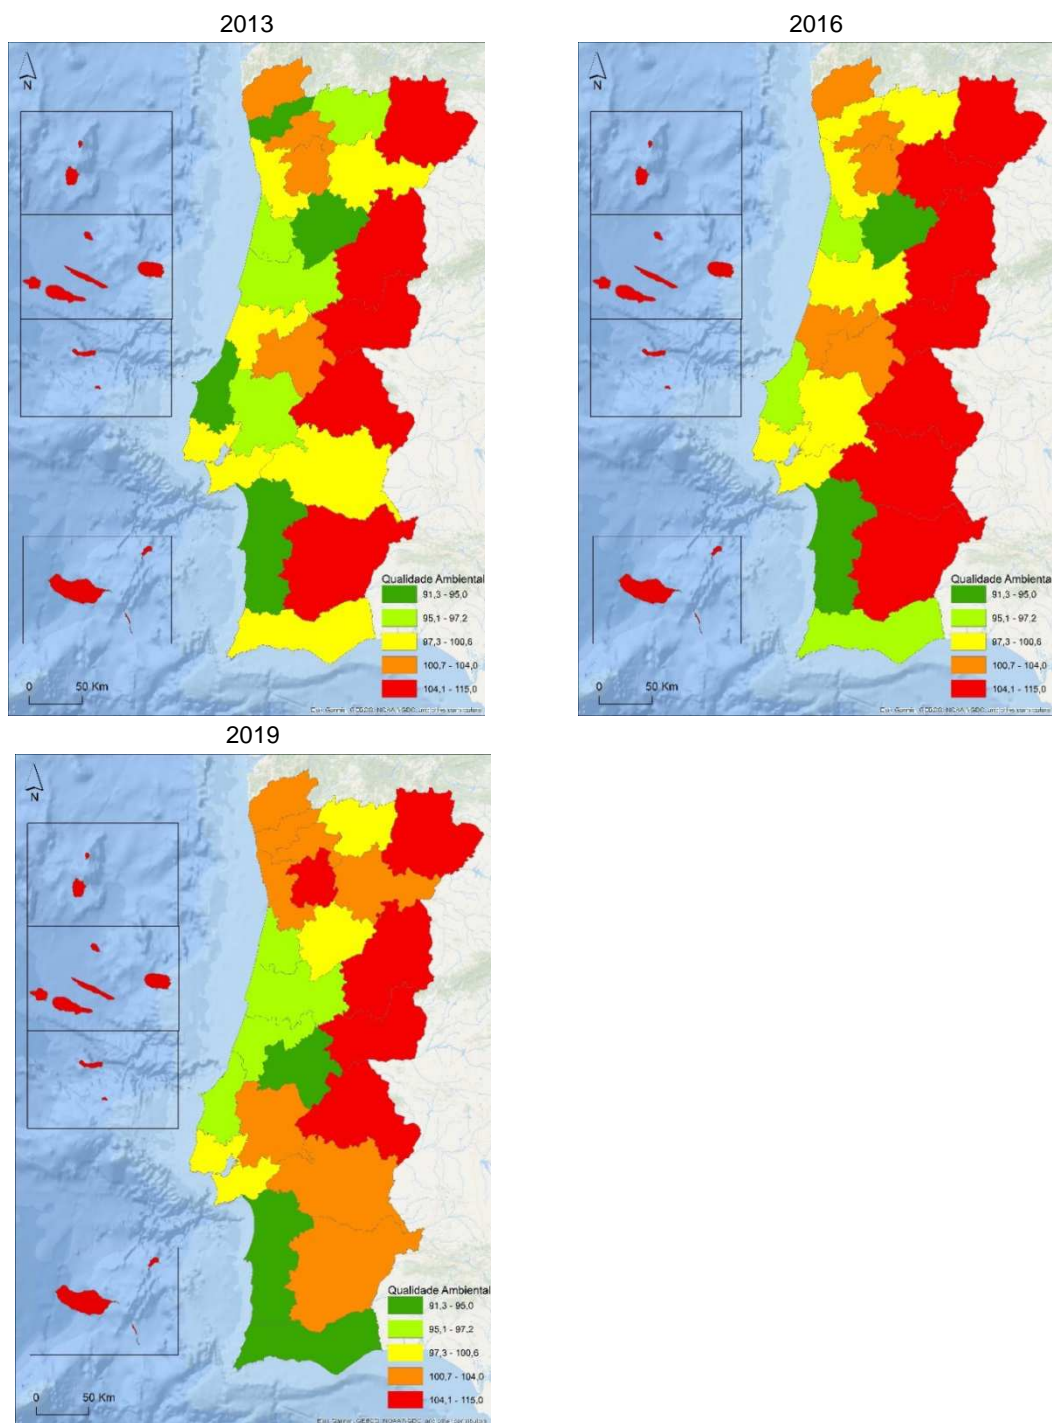 2013
2016
N
N
Qualidade Ambiental
91,3 - 95,0
95,1 - 97,2
97,3 - 100,6
100,7 - 104,0
104,1 - 115,0
0 50 Km
Qualidade Ambiental
91,3 - 95,0
95,1 - 97,2
97,3 - 100,6
100,7 - 104,0
104,1 - 115,0
0 50 Km
2019
N
Qualidade Ambiental
91,3 - 95,0
95,1 - 97,2
97,3 - 100,6
100,7 - 104,0
104,1 - 115,0
0 50 Km